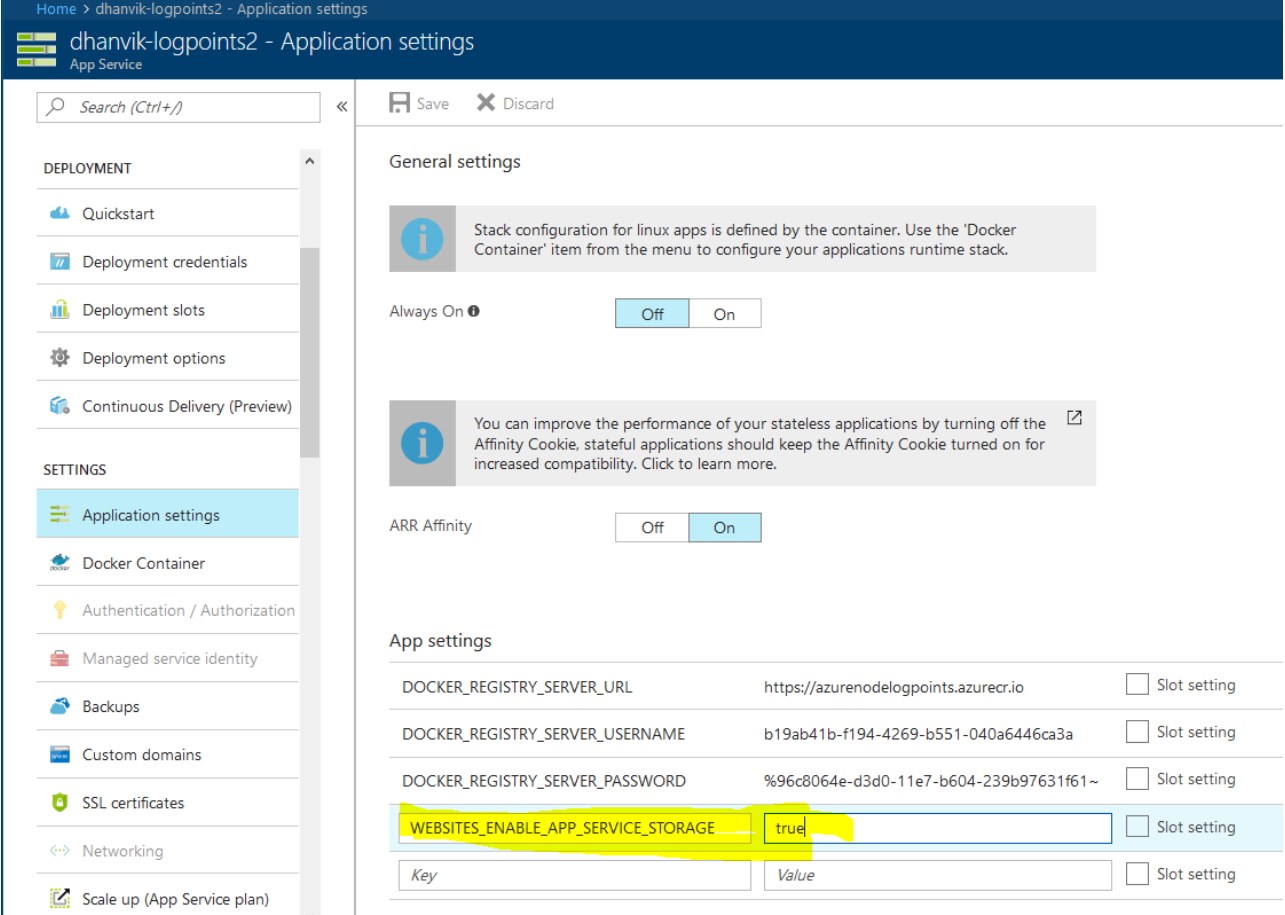 Home > dhanvik-logpoints2 - Application settings
dhanvik-logpoints2 - Application settings
App Service
Search (Ctrl+/)
«
DEPLOYMENT
Quickstart
Deployment credentials
Deployment slots
Deployment options
Continuous Delivery (Preview)
SETTINGS
Application settings
Docker Container
Authentication / Authorization
Managed service identity
Backups
Custom domains
SSL certificates
Networking
Scale up (App Service plan)
Save Discard
General settings
Stack configuration for linux apps is defined by the container. Use the 'Docker
Container' item from the menu to configure your applications runtime stack.
Always On Off On
You can improve the performance of your stateless applications by turning off the
Affinity Cookie, stateful applications should keep the Affinity Cookie turned on for
increased compatibility. Click to learn more.
ARR Affinity Off On
App settings
DOCKER_REGISTRY_SERVER_URL https://azurenodelogpoints.azurecr.io Slot setting
DOCKER_REGISTRY_SERVER_USERNAME b19ab41b-f194-4269-b551-040a6446ca3a Slot setting
DOCKER_REGISTRY_SERVER_PASSWORD %96c8064e-d3d0-11e7-b604-239b97631f61~ Slot setting
WEBSITES_ENABLE_APP_SERVICE_STORAGE true Slot setting
Key Value Slot setting